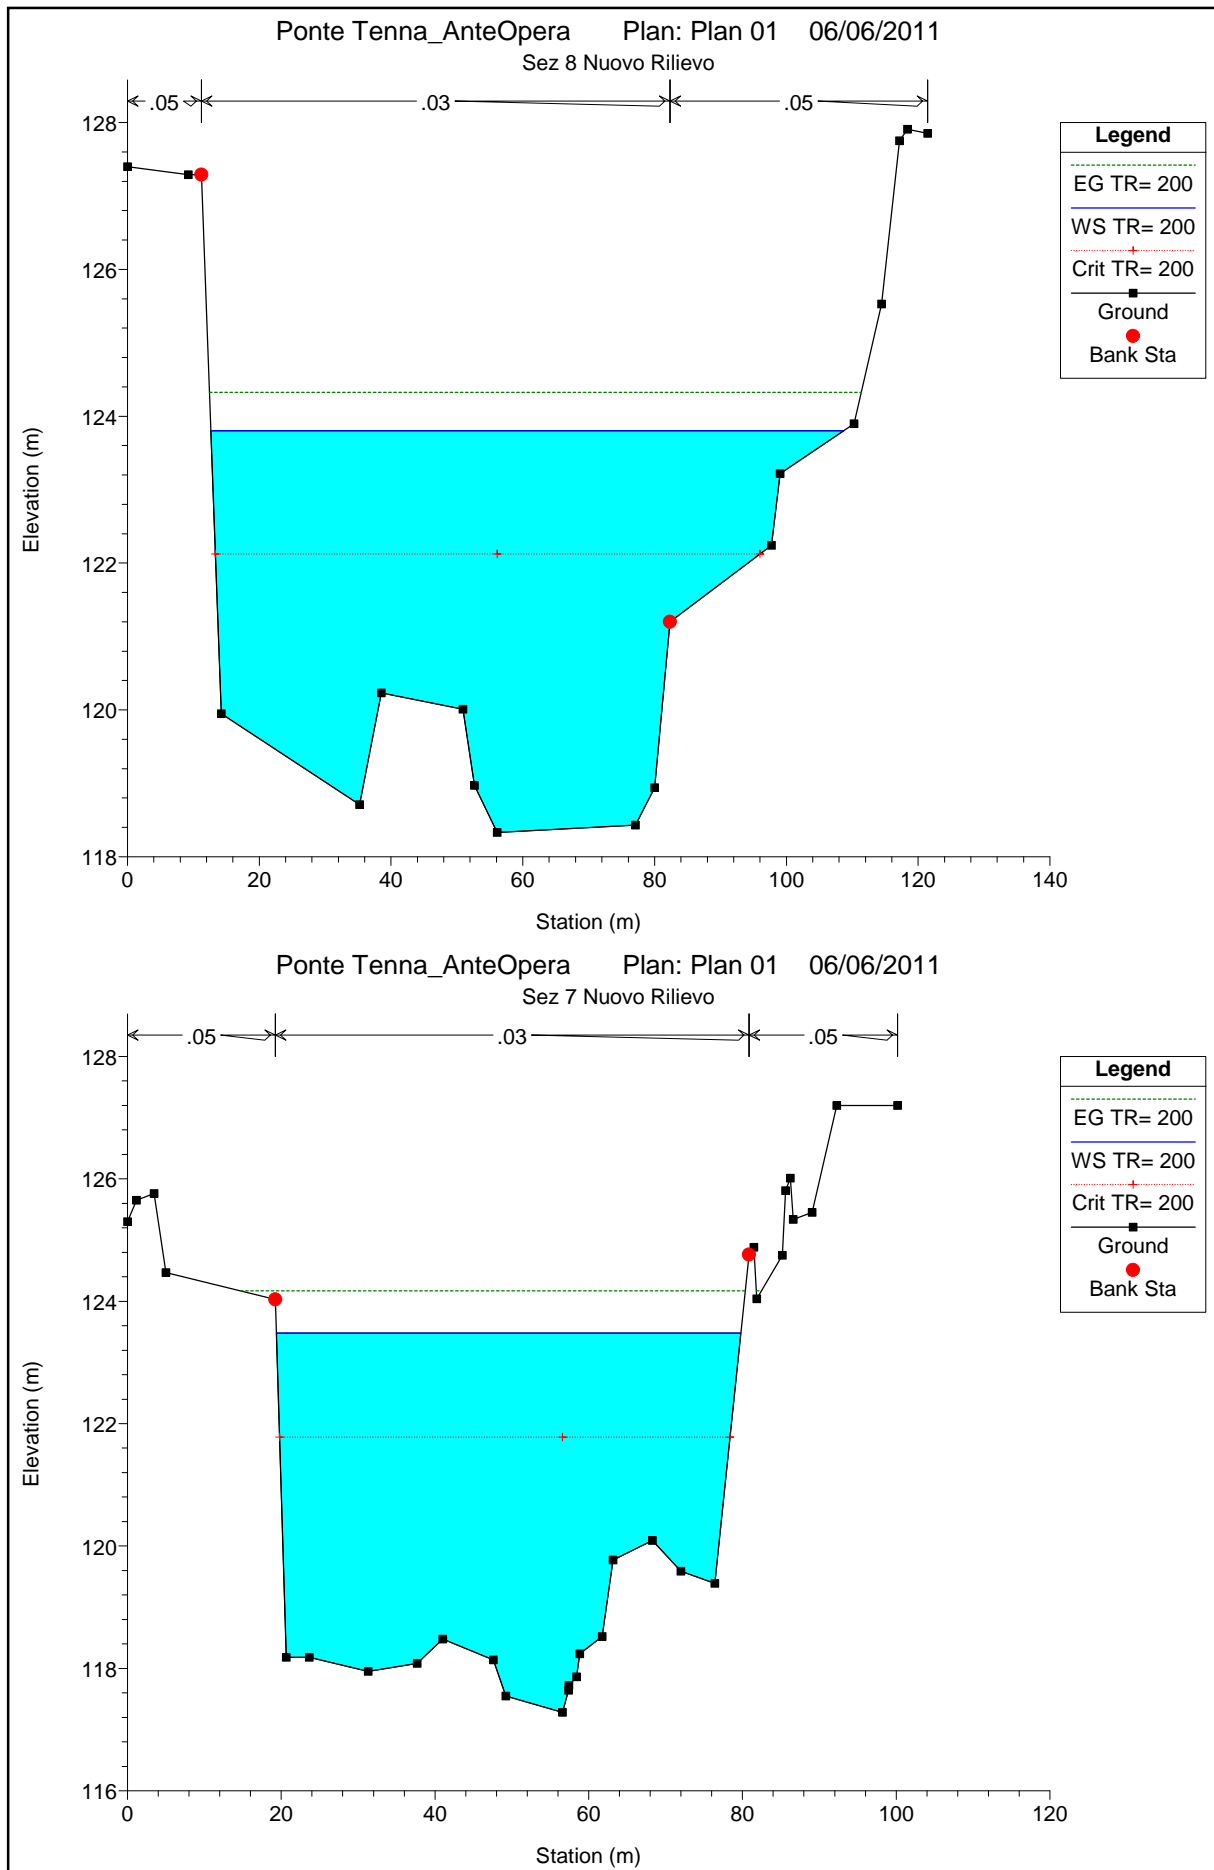 Ponte Tenna_AnteOpera Plan: Plan 01 06/06/2011
Sez 8 Nuovo Rilievo
.05 .03 .05
128
126
124
122
120
118
Elevation (m)
0 20 40 60 80 100 120 140
Station (m)
Legend
EG TR= 200
WS TR= 200
Crit TR= 200
Ground
Bank Sta
Ponte Tenna_AnteOpera Plan: Plan 01 06/06/2011
Sez 7 Nuovo Rilievo
.05 .03 .05
128
126
124
122
120
118
116
Elevation (m)
0 20 40 60 80 100 120
Station (m)
Legend
EG TR= 200
WS TR= 200
Crit TR= 200
Ground
Bank Sta